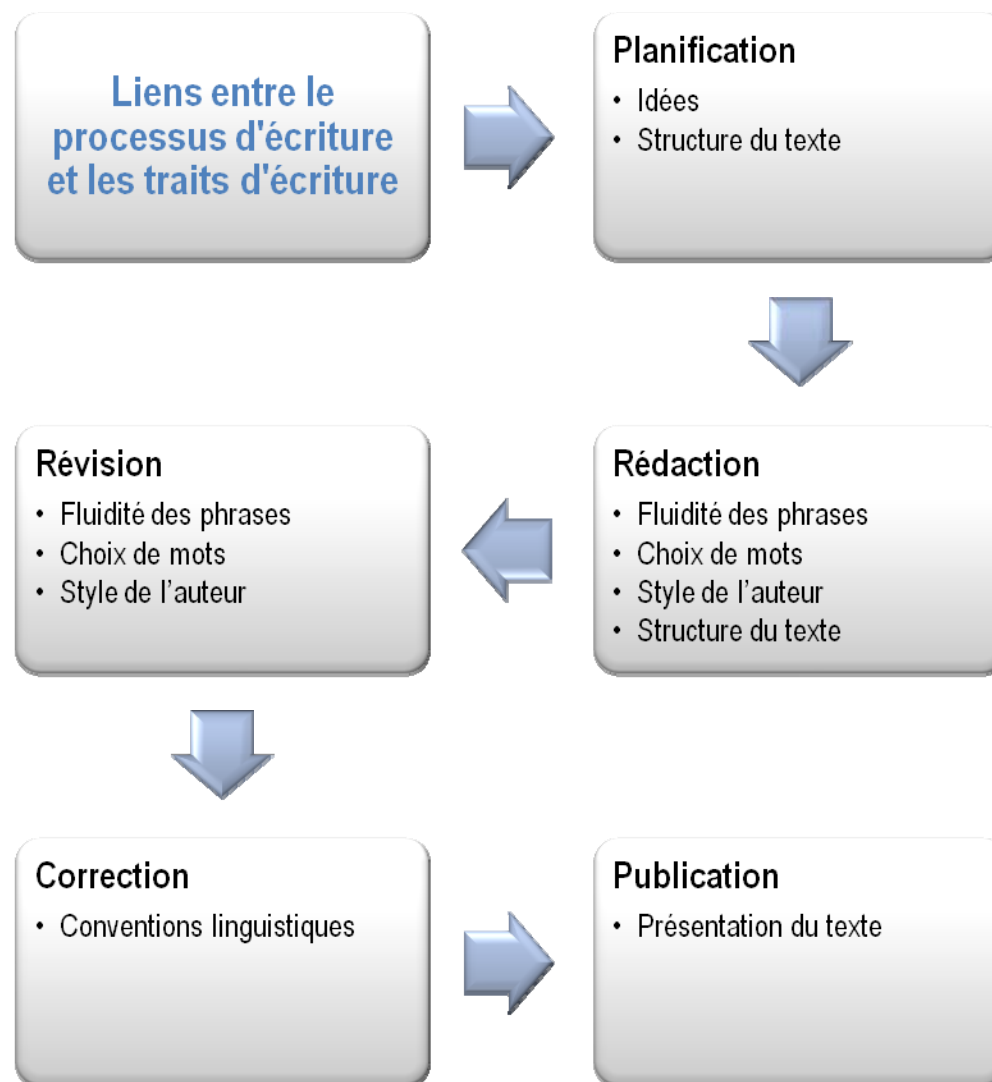 Liens entre le
processus d'écriture
et les traits d'écriture
Planification
• Idées
• Structure du texte
Rédaction
• Fluidité des phrases
• Choix de mots
• Style de l’auteur
• Structure du texte
Révision
• Fluidité des phrases
• Choix de mots
• Style de l’auteur
Correction
• Conventions linguistiques
Publication
• Présentation du texte